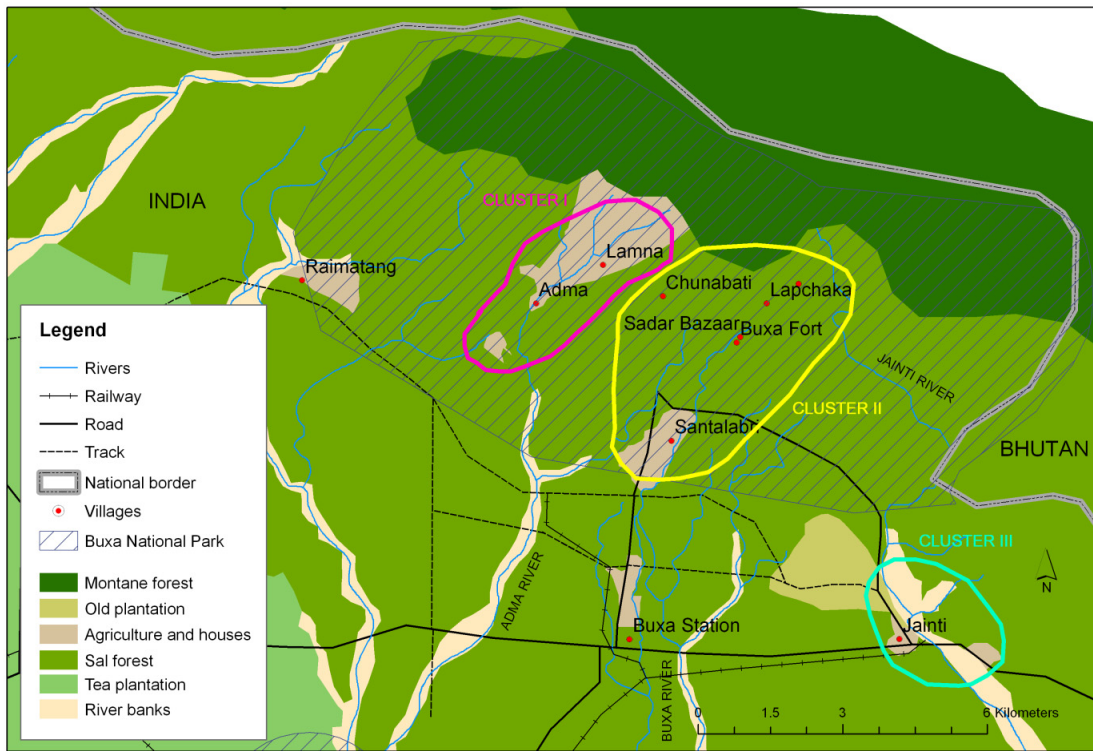 INDIA
CLUSTER I
Lamna
Raimatang
Adma
Chunabati
Lapchaka
Sadar Bazaar
Buxa Fort
JAINTI RIVER
CLUSTER II
Santalabri
BHUTAN
CLUSTER III
ADMA RIVER
Buxa Station
Jainti
BUXA RIVER
0 1.5 3 6 Kilometers
N
Legend
Rivers
Railway
Road
Track
National border
Villages
Buxa National Park
Montane forest
Old plantation
Agriculture and houses
Sal forest
Tea plantation
River banks